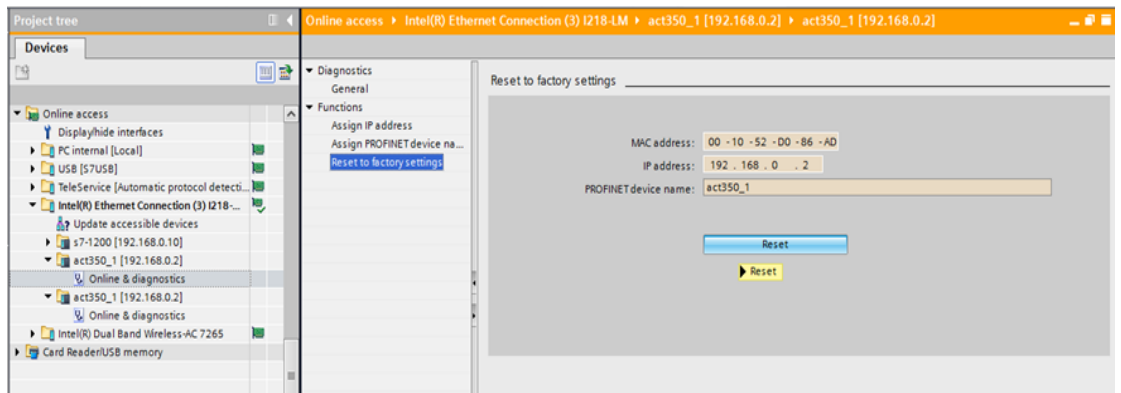 Project tree
Devices
Online access
Display/hide interfaces
PC internal [Local]
USB [S7USB]
TeleService [Automatic protocol detecti...
Intel(R) Ethernet Connection (3) I218-...
Update accessible devices
s7-1200 [192.168.0.10]
act350_1 [192.168.0.2]
Online & diagnostics
act350_1 [192.168.0.2]
Online & diagnostics
Intel(R) Dual Band Wireless-AC 7265
Card Reader/USB memory
Online access Intel(R) Ethernet Connection (3) I218-LM act350_1 [192.168.0.2] act350_1 [192.168.0.2]
Diagnostics
General
Functions
Assign IP address
Assign PROFINET device na...
Reset to factory settings
Reset to factory settings
MAC address: 00 -10 -52 -D0 -86 -AD
IP address: 192 . 168 . 0 . 2
PROFINET device name: act350_1
Reset
Reset